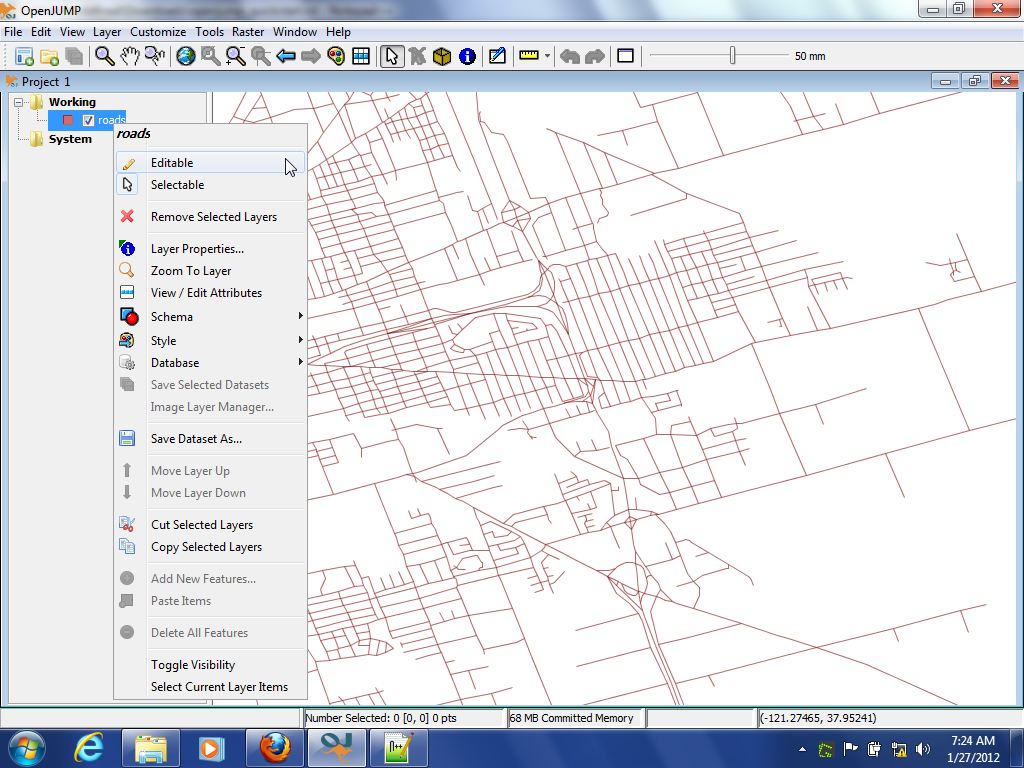 OpenJUMP
File Edit View Layer Customize Tools Raster Window Help
50 mm
Project 1
Working
roads
System
roads
Editable
Selectable
Remove Selected Layers
Layer Properties...
Zoom To Layer
View / Edit Attributes
Schema
Style
Database
Save Selected Datasets
Image Layer Manager...
Save Dataset As...
Move Layer Up
Move Layer Down
Cut Selected Layers
Copy Selected Layers
Add New Features...
Paste Items
Delete All Features
Toggle Visibility
Select Current Layer Items
Number Selected: 0 [0, 0] 0 pts
68 MB Committed Memory
(-121.27465, 37.95241)
7:24 AM
1/27/2012